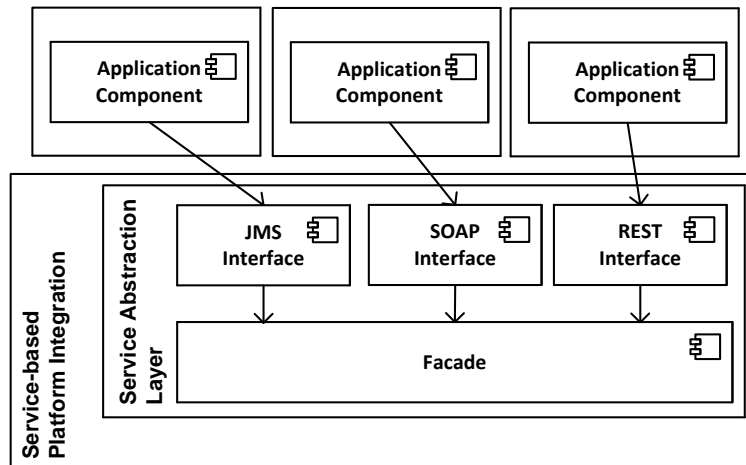 Application
Component
Application
Component
Application
Component
Service-based
Platform Integration
Service Abstraction
Layer
JMS
Interface
SOAP
Interface
REST
Interface
Facade